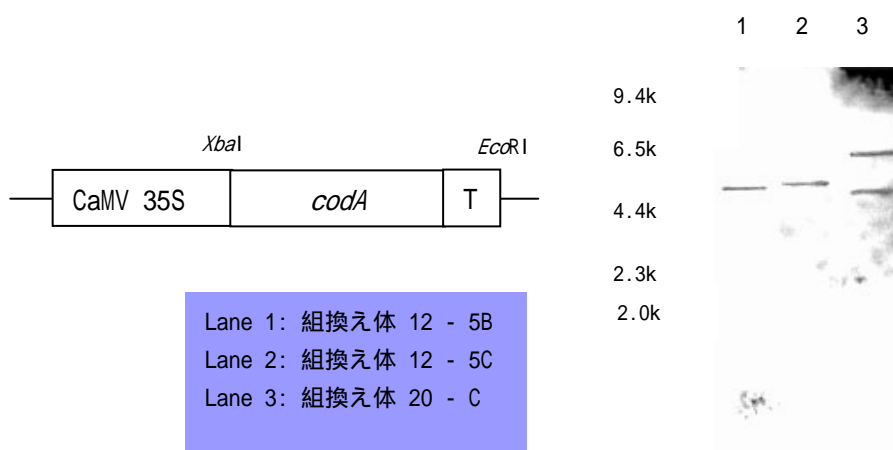 XbaI
EcoRI
CaMV 35S
codA
T
Lane 1: 組換え体 12 - 5B
Lane 2: 組換え体 12 - 5C
Lane 3: 組換え体 20 - C
1 2 3
9.4k
6.5k
4.4k
2.3k
2.0k